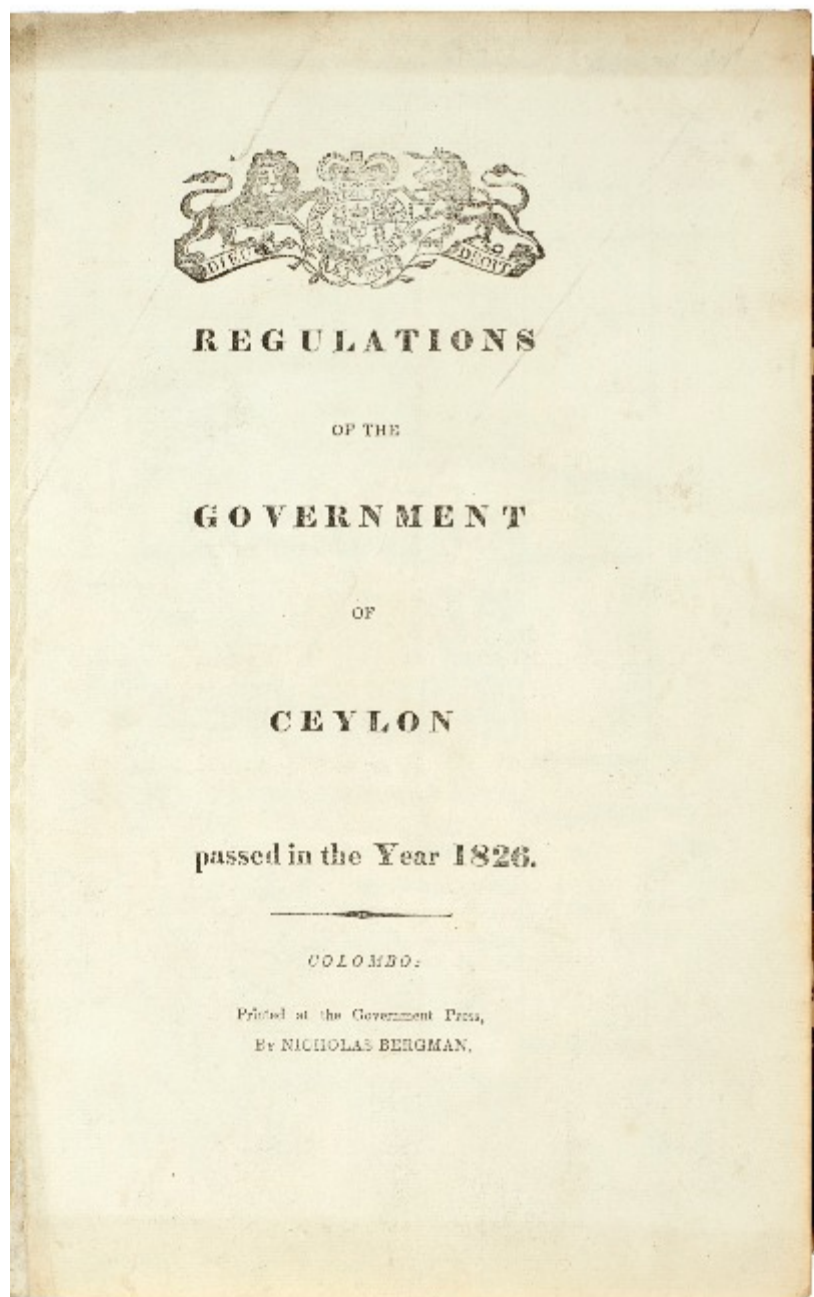 DIEU
DROIT
REGULATIONS
OF THE
GOVERNMENT
OF
CEYLON
passed in the Year 1826.
COLOMBO:
Printed at the Government Press,
By NICHOLAS BERGMAN.